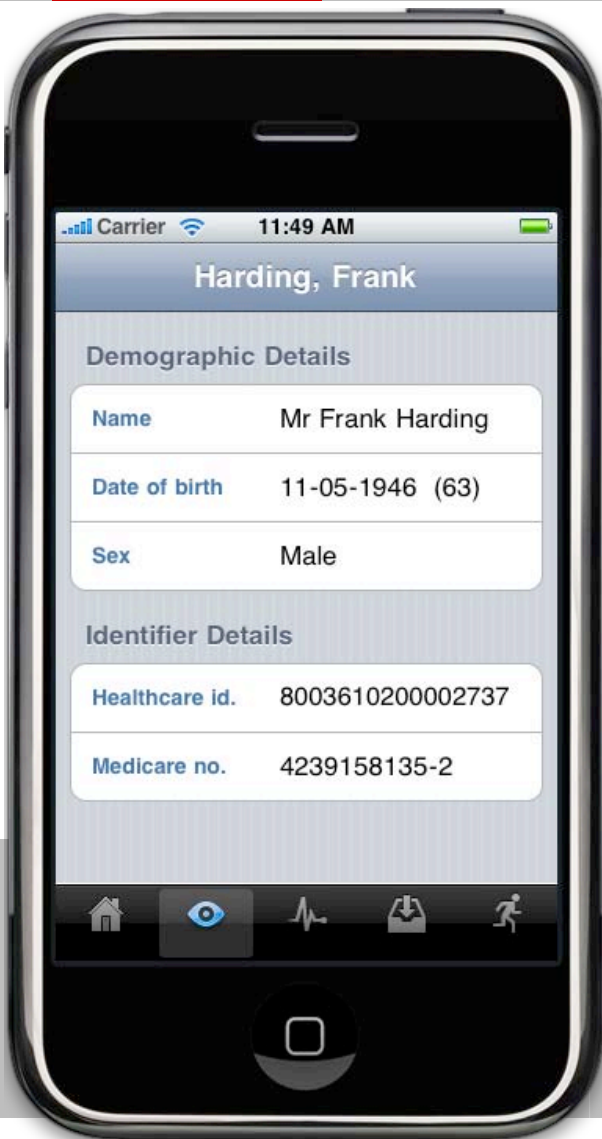 Carrier 11:49 AM
Harding, Frank
Demographic Details
Name Mr Frank Harding
Date of birth 11-05-1946 (63)
Sex Male
Identifier Details
Healthcare id. 8003610200002737
Medicare no. 4239158135-2